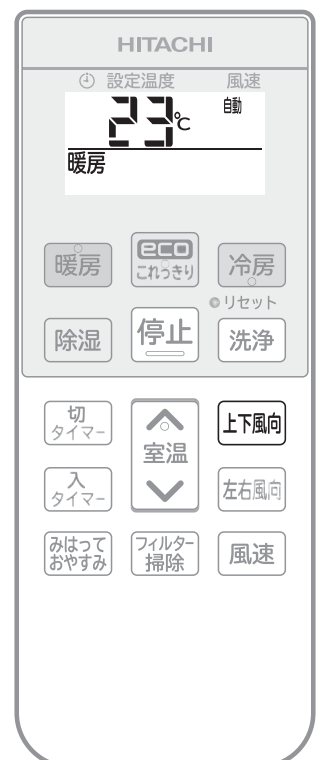 HITACHI
設定温度 風速
23℃ 自動
暖房
暖房 eco これっきり 冷房
リセット
除湿 停止 洗浄
切タイマー 室温 上下風向
入タイマー 左右風向
みはっておやすみ フィルター掃除 風速